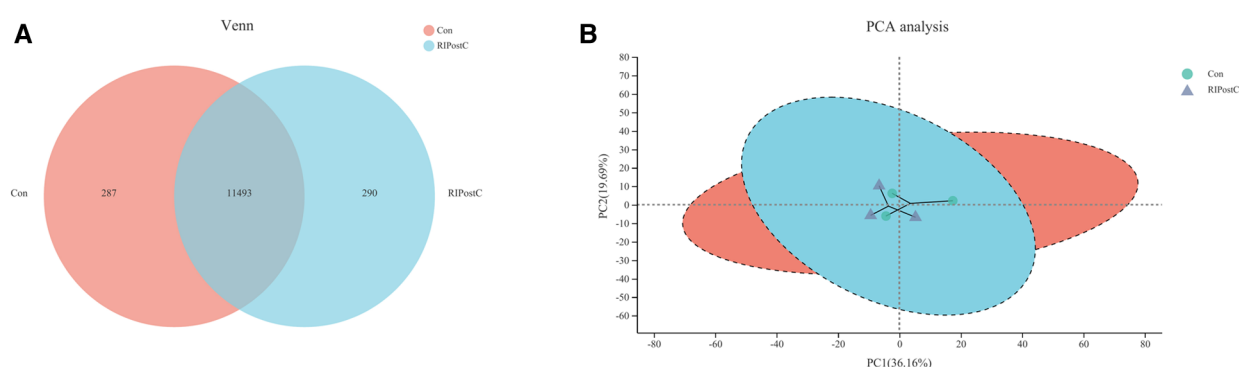 A
Venn
Con
RIPostC
Con
287
11493
290
RIPostC
B
PCA analysis
Con
RIPostC
PC2(19.69%)
80
70
60
50
40
30
20
10
0
-10
-20
-30
-40
-50
-60
-80
-60
-40
-20
0
20
40
60
80
PC1(36.16%)